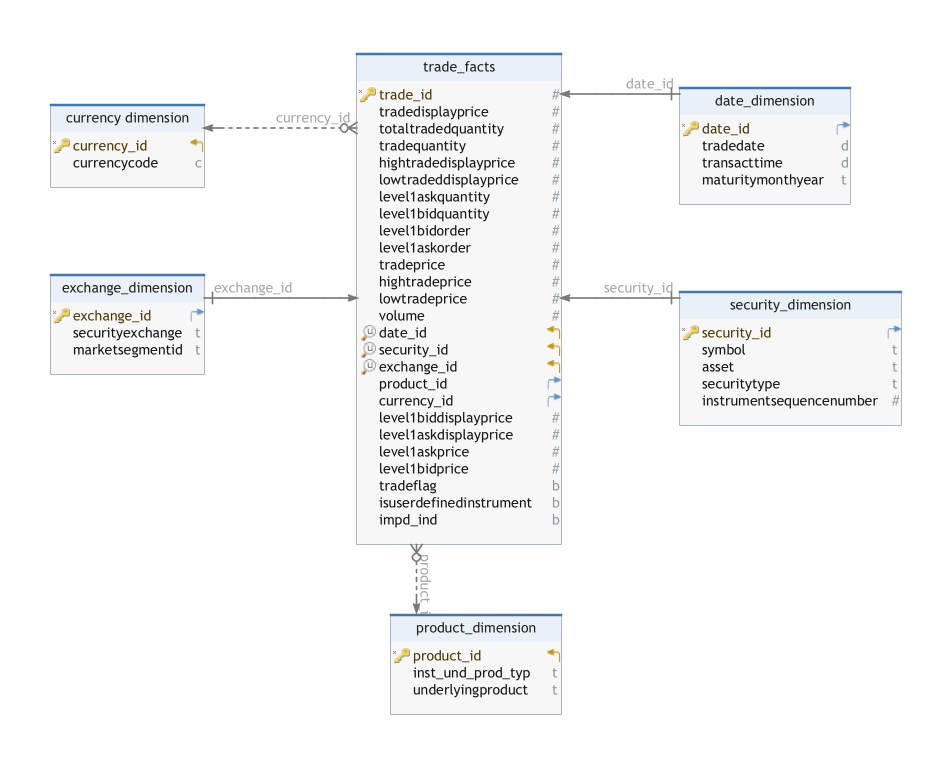 trade_facts
trade_id #
tradedisplayprice #
totaltradedquantity #
tradequantity #
hightradedisplayprice #
lowtradeddisplayprice #
level1askquantity #
level1bidquantity #
level1bidorder #
level1askorder #
tradeprice #
hightradeprice #
lowtradeprice #
volume #
date_id
security_id
exchange_id
product_id
currency_id
level1biddisplayprice #
level1askdisplayprice #
level1askprice #
level1bidprice #
tradeflag b
isuserdefinedinstrument b
impd_ind b
currency dimension
currency_id
currencycode c
currency_id
exchange_dimension
exchange_id
securityexchange t
marketsegmentid t
exchange_id
date_id
date_dimension
date_id
tradedate d
transacttime d
maturitymonthyear t
security_id
security_dimension
security_id
symbol t
asset t
securitytype t
instrumentsequencenumber #
product_i
product_dimension
product_id
inst_und_prod_typ t
underlyingproduct t